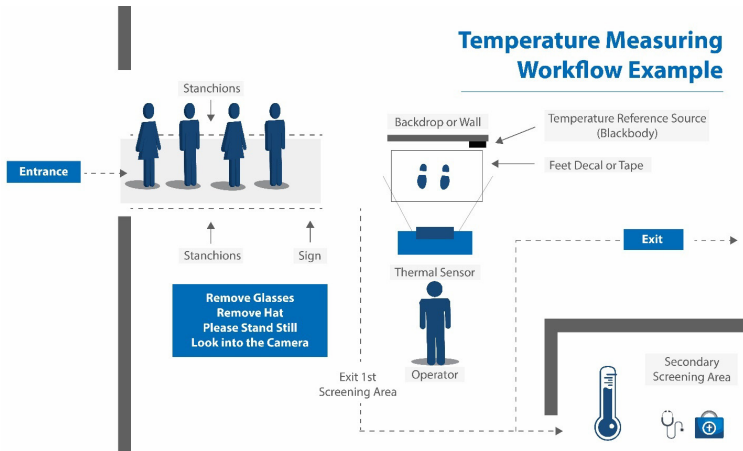 Temperature Measuring
Workflow Example
Stanchions
Backdrop or Wall
Temperature Reference Source
(Blackbody)
Feet Decal or Tape
Entrance
Stanchions
Sign
Exit
Thermal Sensor
Remove Glasses
Remove Hat
Please Stand Still
Look into the Camera
Operator
Exit 1st
Screening Area
Secondary
Screening Area